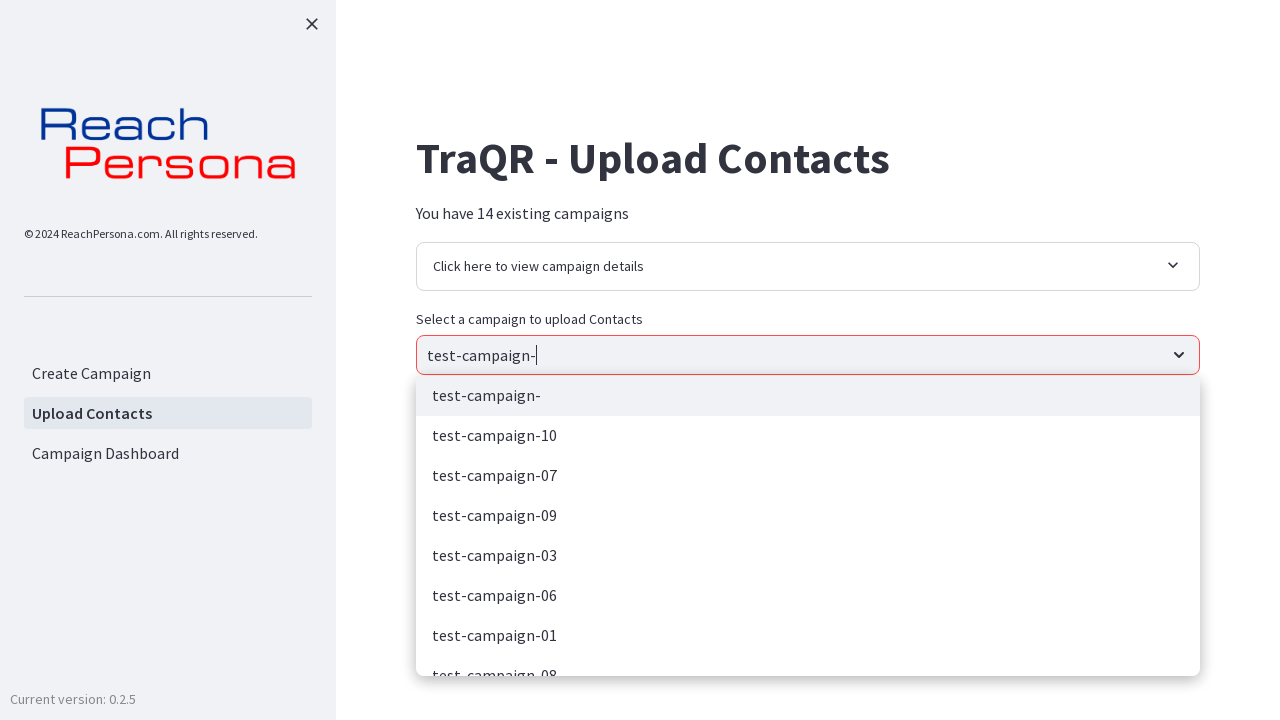 Reach
Persona
© 2024 ReachPersona.com. All rights reserved.
Create Campaign
Upload Contacts
Campaign Dashboard
Current version: 0.2.5
TraQR - Upload Contacts
You have 14 existing campaigns
Click here to view campaign details
Select a campaign to upload Contacts
test-campaign-
test-campaign-
test-campaign-10
test-campaign-07
test-campaign-09
test-campaign-03
test-campaign-06
test-campaign-01
test-campaign-08